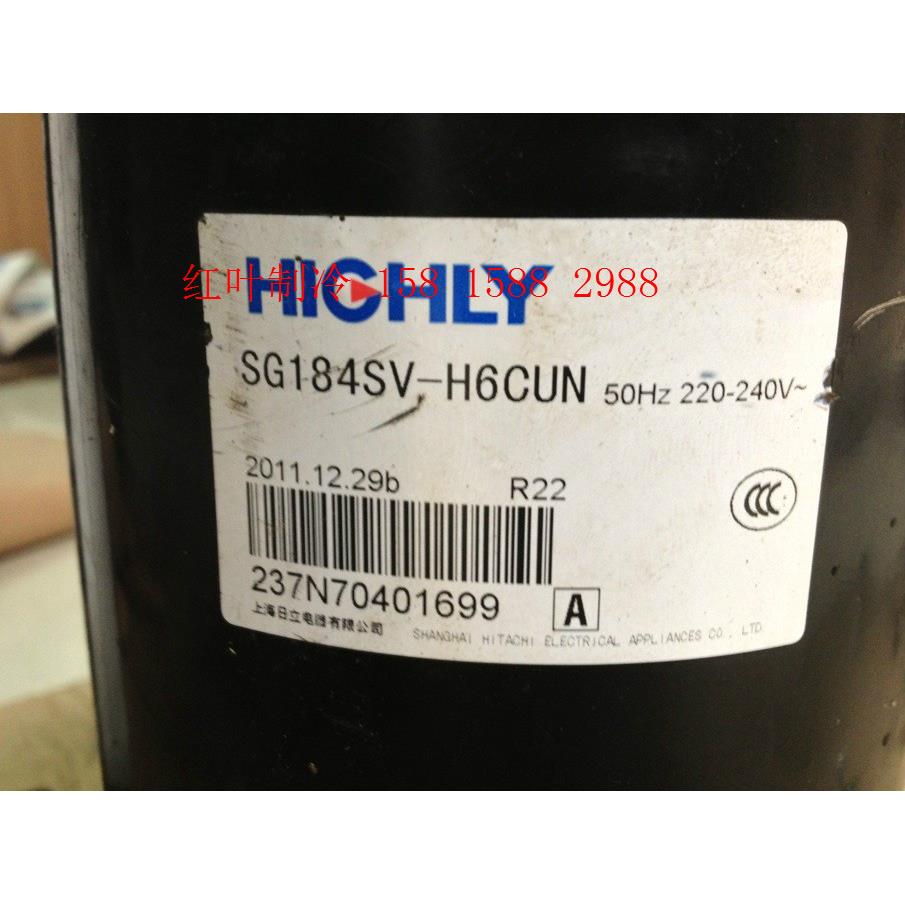 HIGHLY
红叶制冷 158 1588 2988
SG184SV-H6CUN 50Hz 220-240V~
2011.12.29b R22
CCC
237N70401699 A
上海日立电器有限公司 SHANGHAI HITACHI ELECTRICAL APPLIANCES CO., LTD.